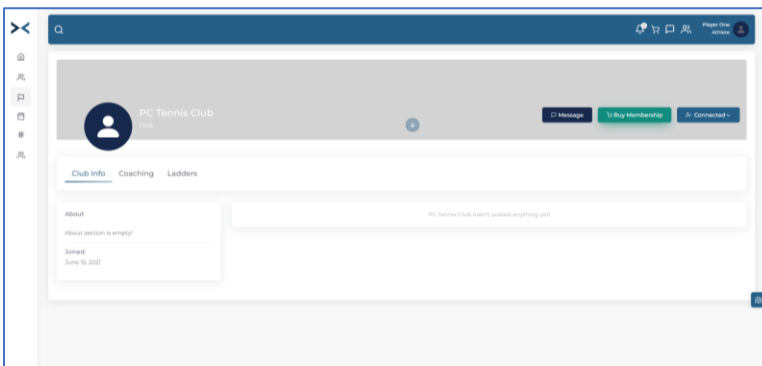 Player One
Athlete
PC Tennis Club
Club
Message
Buy Membership
Connected
Club Info
Coaching
Ladders
About
About section is empty!
Joined:
June 15, 2021
PC Tennis Club hasn't posted anything yet!